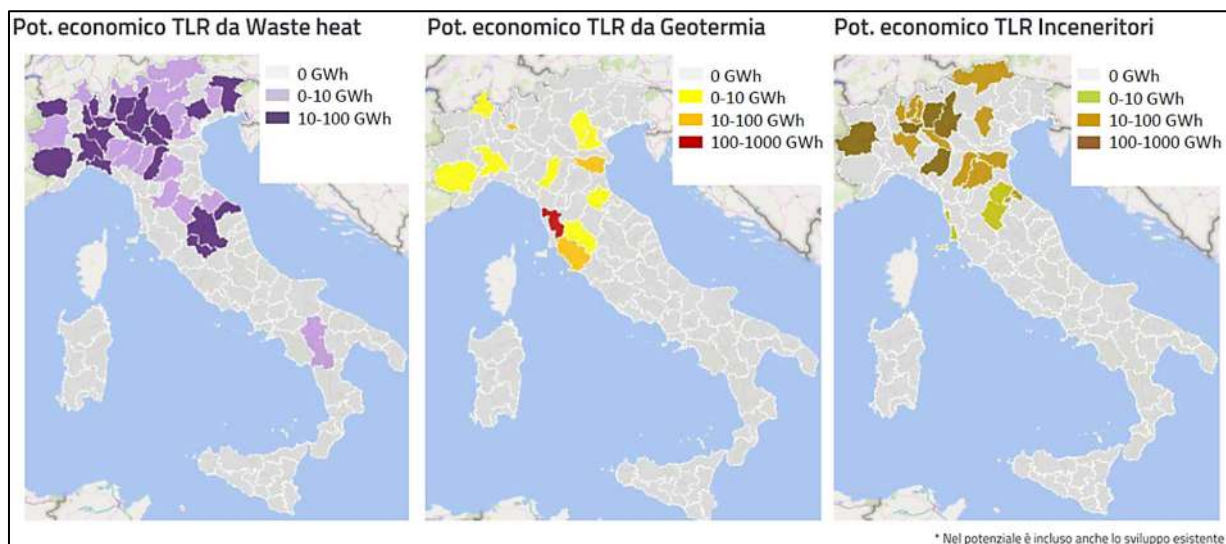 Pot. economico TLR da Waste heat
0 GWh
0-10 GWh
10-100 GWh
Pot. economico TLR da Geotermia
0 GWh
0-10 GWh
10-100 GWh
100-1000 GWh
Pot. economico TLR Inceneritori
0 GWh
0-10 GWh
10-100 GWh
100-1000 GWh
* Nel potenziale è incluso anche lo sviluppo esistente